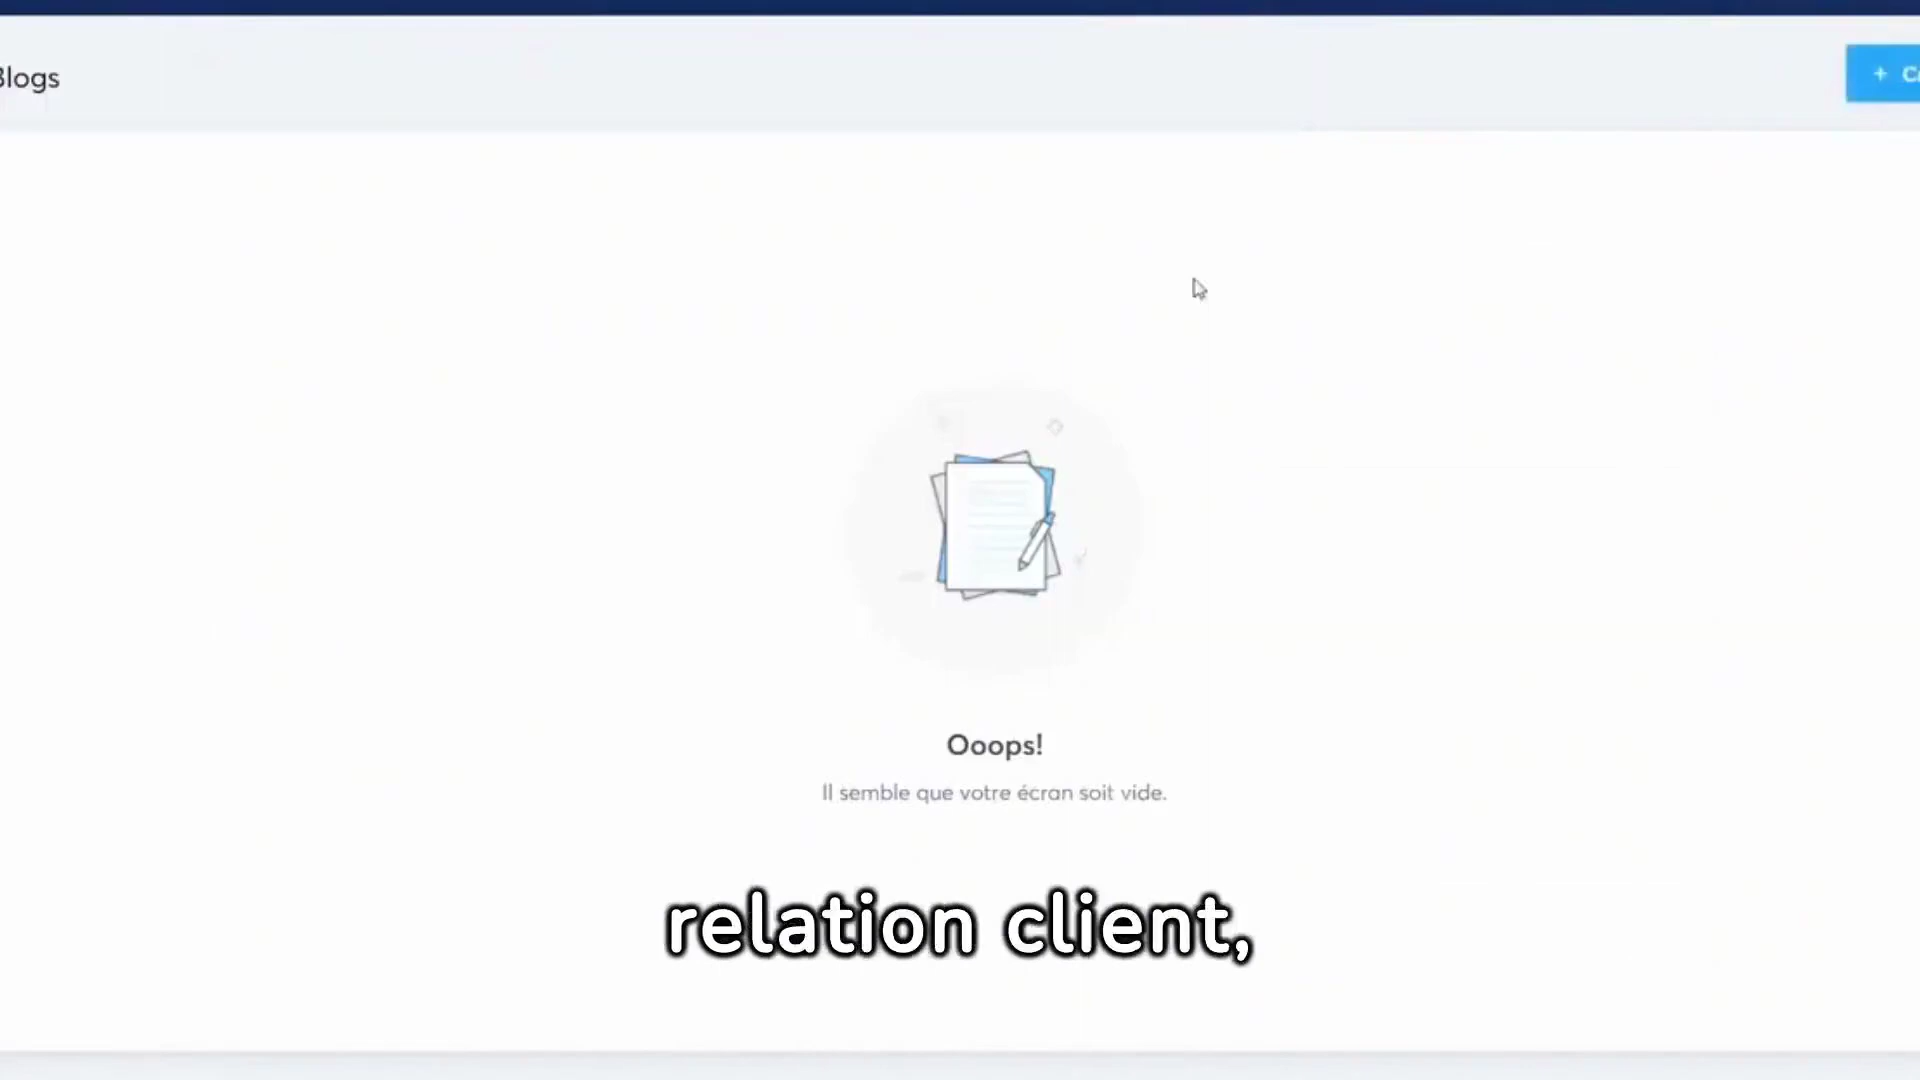 Blogs
+
Ooops!
Il semble que votre écran soit vide.
relation client,